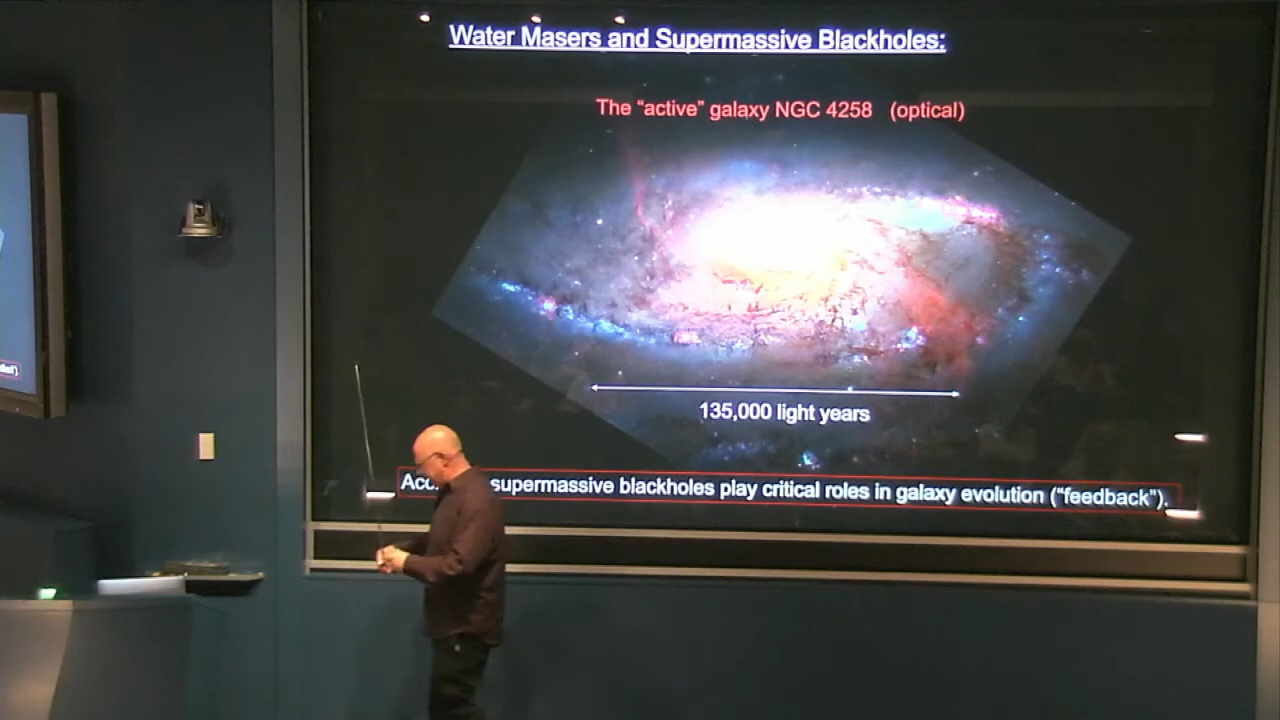 Water Masers and Supermassive Blackholes:
The “active” galaxy NGC 4258 (optical)
135,000 light years
supermassive blackholes play critical roles in galaxy evolution (“feedback”).